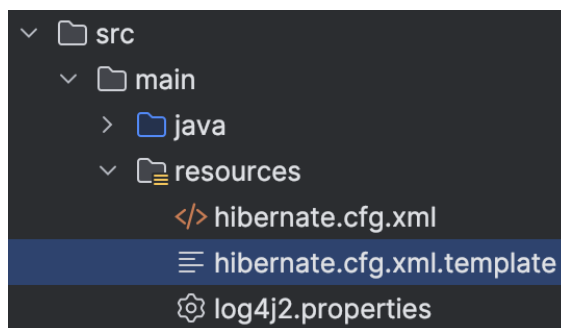 src
main
java
resources
hibernate.cfg.xml
hibernate.cfg.xml.template
log4j2.properties